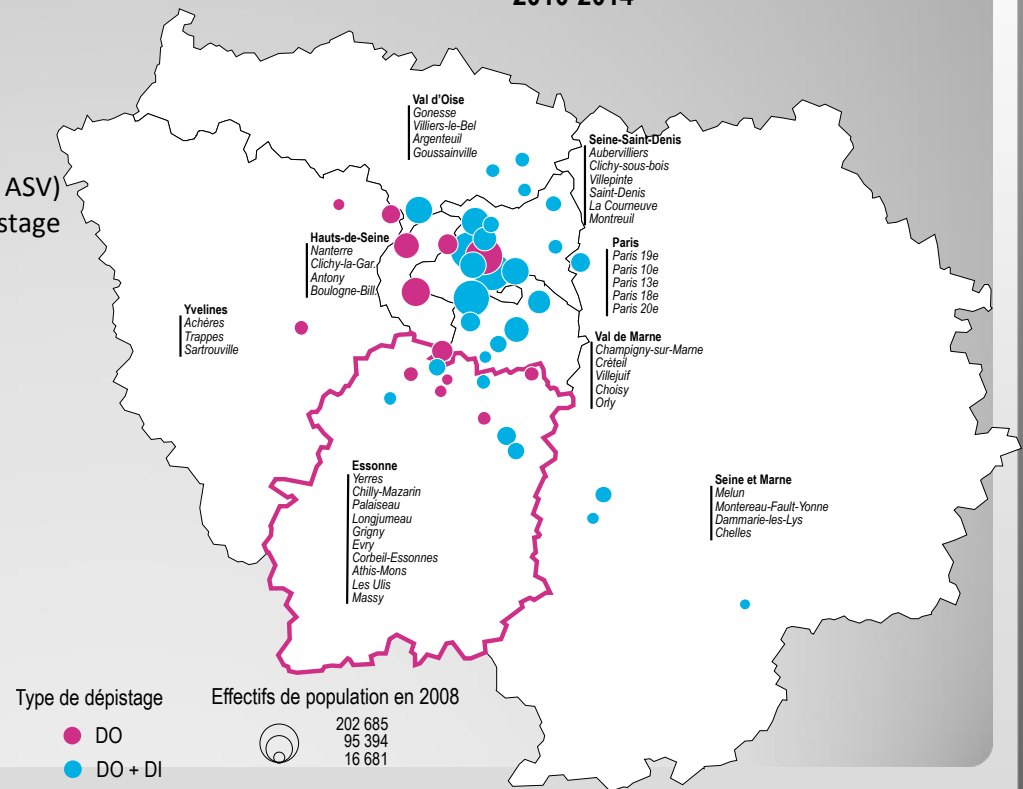 2010-2014
ASV)
stage
Val d'Oise
Gonesse
Villiers-le-Bel
Argenteuil
Goussainville
Seine-Saint-Denis
Aubervilliers
Clichy-sous-bois
Villepinte
Saint-Denis
La Courneuve
Montreuil
Hauts-de-Seine
Nanterre
Clichy-la-Gar.
Antony
Boulogne-Bill.
Paris
Paris 19e
Paris 10e
Paris 13e
Paris 18e
Paris 20e
Yvelines
Achères
Trappes
Sartrouville
Val de Marne
Champigny-sur-Marne
Créteil
Villejuif
Choisy
Orly
Essonne
Yerres
Chilly-Mazarin
Palaiseau
Longjumeau
Grigny
Evry
Corbeil-Essonnes
Athis-Mons
Les Ulis
Massy
Seine et Marne
Melun
Montereau-Fault-Yonne
Dammarie-les-Lys
Chelles
Type de dépistage
DO
DO + DI
Effectifs de population en 2008
202 685
95 394
16 681